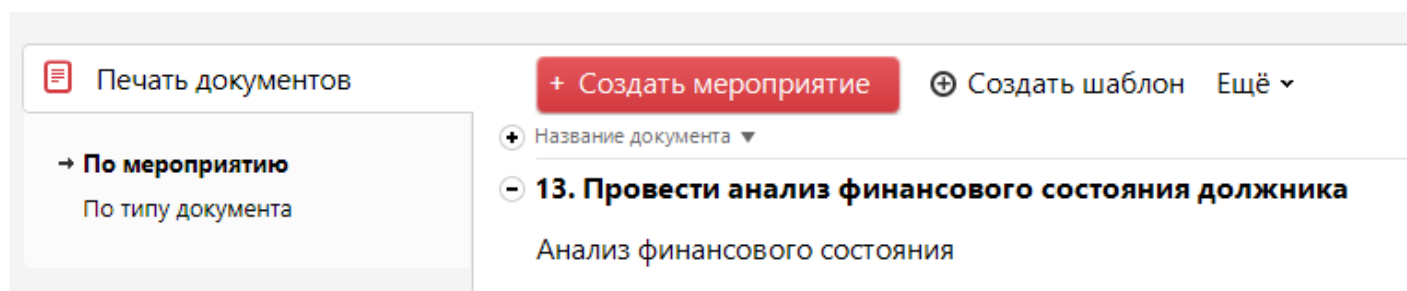 Печать документов
+ Создать мероприятие
Создать шаблон
Ещё
Название документа
→ По мероприятию
По типу документа
13. Провести анализ финансового состояния должника
Анализ финансового состояния